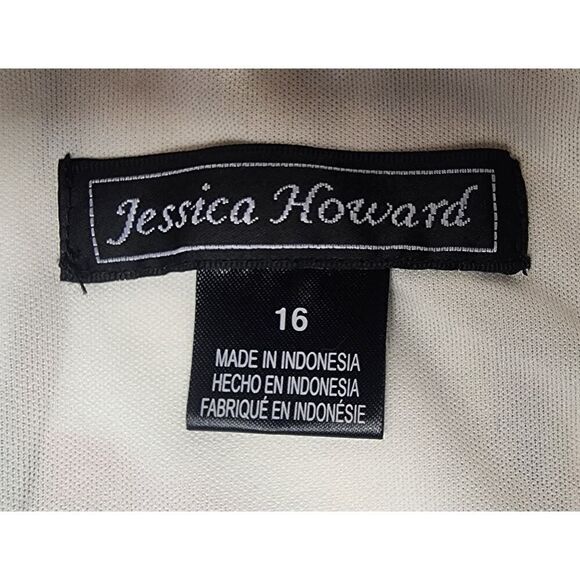 Jessica Howard
16
MADE IN INDONESIA
HECHO EN INDONESIA
FABRIQUÉ EN INDONÉSIE